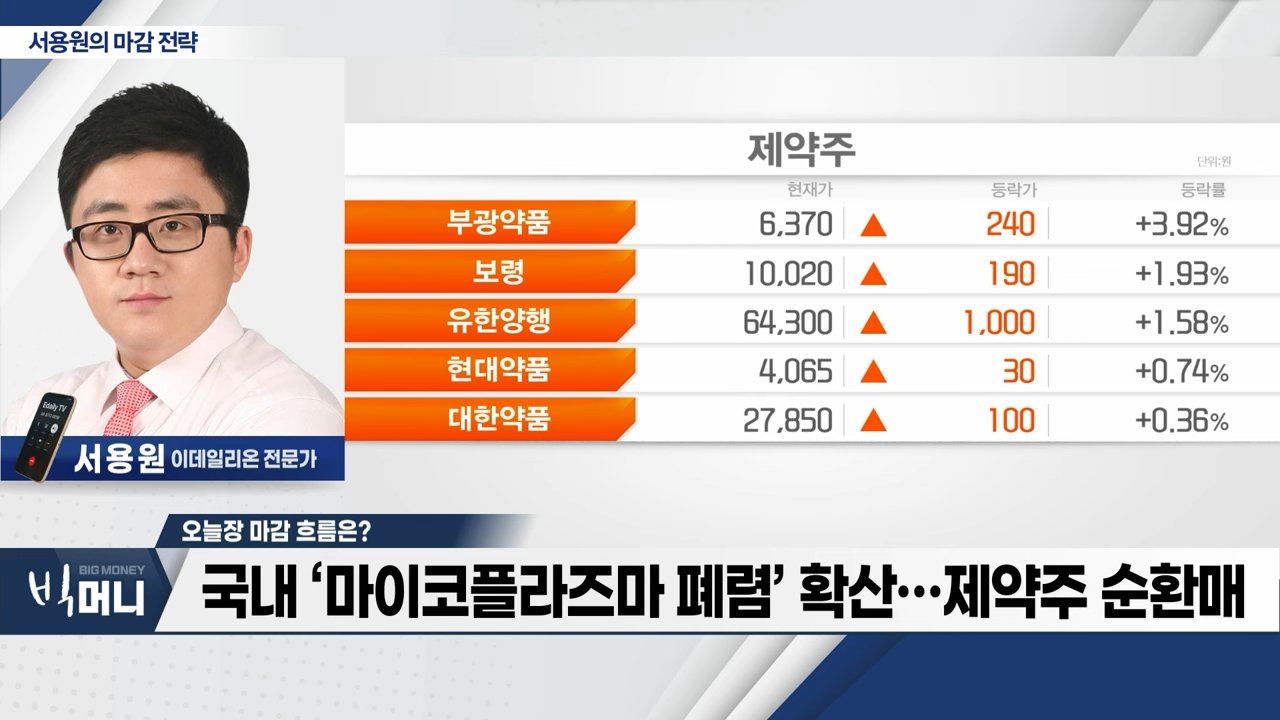 서용원의 마감 전략
제약주
단위:원
현재가 등락가 등락률
부광약품 6,370 ▲ 240 +3.92%
보령 10,020 ▲ 190 +1.93%
유한양행 64,300 ▲ 1,000 +1.58%
현대약품 4,065 ▲ 30 +0.74%
대한약품 27,850 ▲ 100 +0.36%
Edaily TV
서용원 이데일리온 전문가
오늘장 마감 흐름은?
BIG MONEY
빅머니
국내 ‘마이코플라즈마 폐렴’ 확산…제약주 순환매